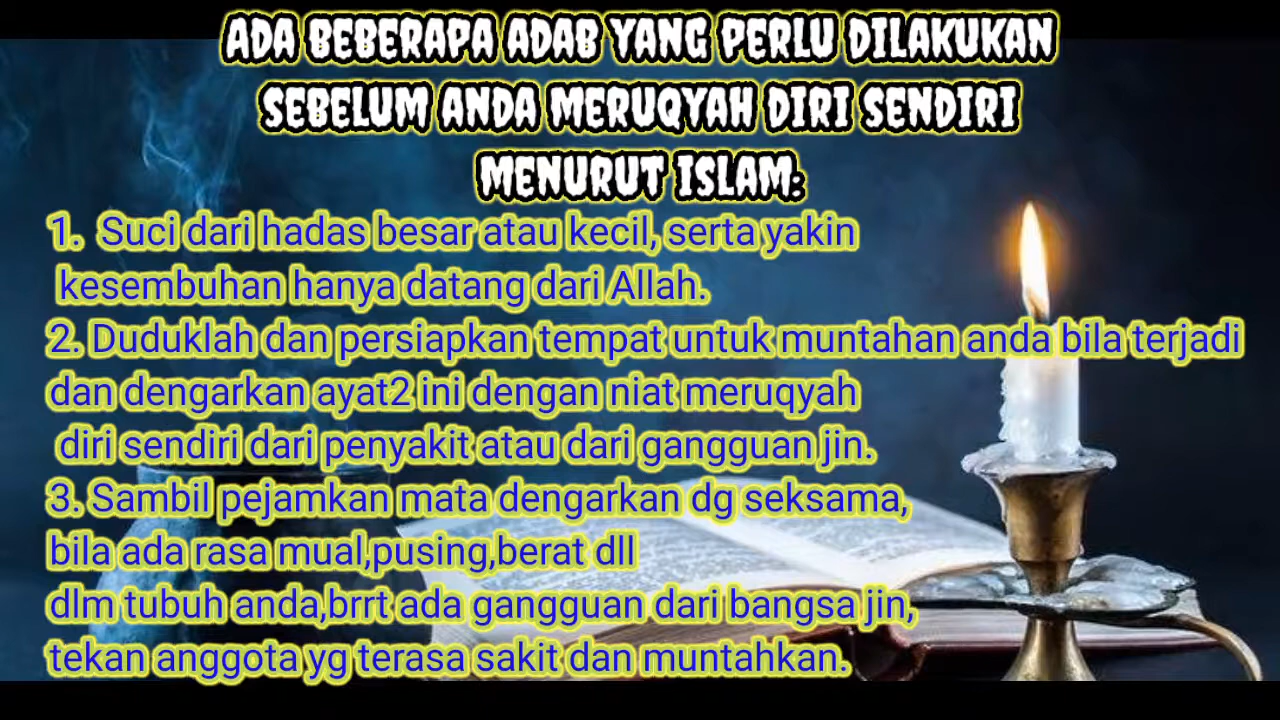 ADA BEBERAPA ADAB YANG PERLU DILAKUKAN
SEBELUM ANDA MERUQYAH DIRI SENDIRI
MENURUT ISLAM:
1. Suci dari hadas besar atau kecil, serta yakin
kesembuhan hanya datang dari Allah.
2. Duduklah dan persiapkan tempat untuk muntahan anda bila terjadi
dan dengarkan ayat2 ini dengan niat meruqyah
diri sendiri dari penyakit atau dari gangguan jin.
3. Sambil pejamkan mata dengarkan dg seksama,
bila ada rasa mual,pusing,berat dll
dlm tubuh anda,brrt ada gangguan dari bangsa jin,
tekan anggota yg terasa sakit dan muntahkan.